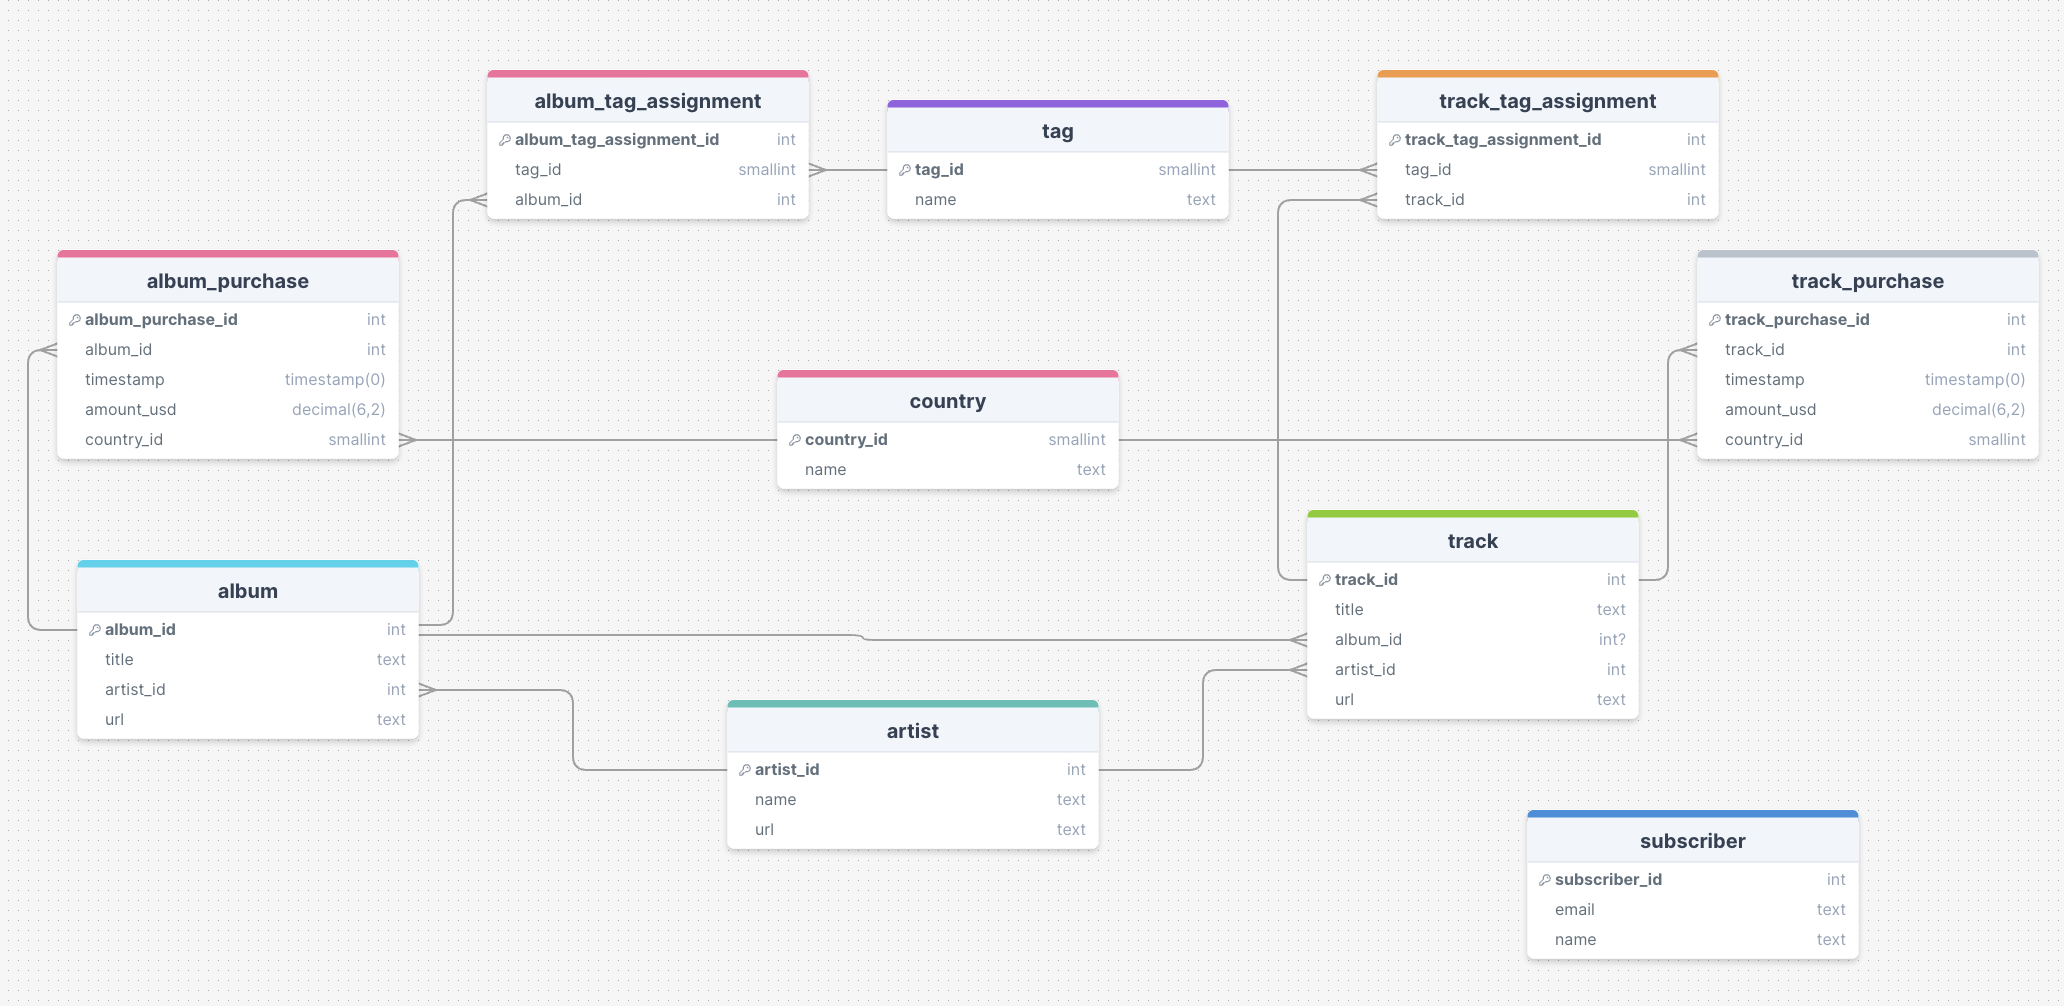 album_tag_assignment
album_tag_assignment_id int
tag_id smallint
album_id int
tag
tag_id smallint
name text
track_tag_assignment
track_tag_assignment_id int
tag_id smallint
track_id int
album_purchase
album_purchase_id int
album_id int
timestamp timestamp(0)
amount_usd decimal(6,2)
country_id smallint
track_purchase
track_purchase_id int
track_id int
timestamp timestamp(0)
amount_usd decimal(6,2)
country_id smallint
country
country_id smallint
name text
album
album_id int
title text
artist_id int
url text
track
track_id int
title text
album_id int?
artist_id int
url text
artist
artist_id int
name text
url text
subscriber
subscriber_id int
email text
name text